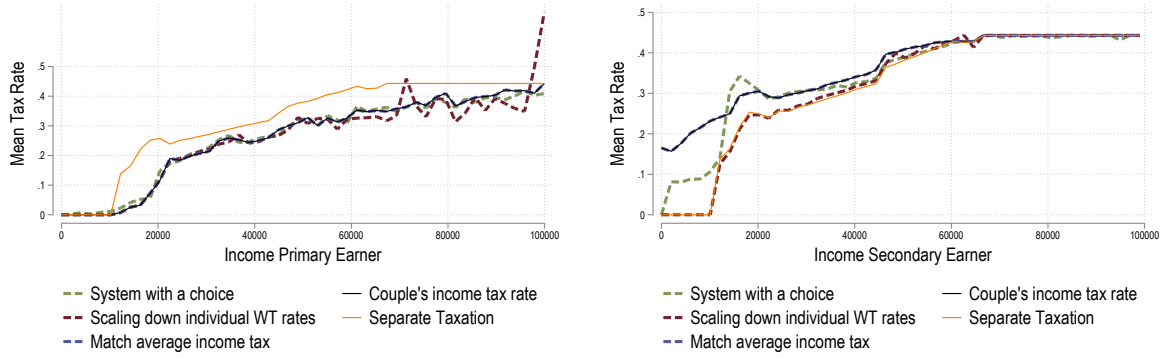 Mean Tax Rate
.5
.4
.3
.2
.1
0
0
20000
40000
60000
80000
100000
Income Primary Earner
System with a choice
Couple's income tax rate
Scaling down individual WT rates
Separate Taxation
Match average income tax
Mean Tax Rate
.5
.4
.3
.2
.1
0
0
20000
40000
60000
80000
100000
Income Secondary Earner
System with a choice
Couple's income tax rate
Scaling down individual WT rates
Separate Taxation
Match average income tax